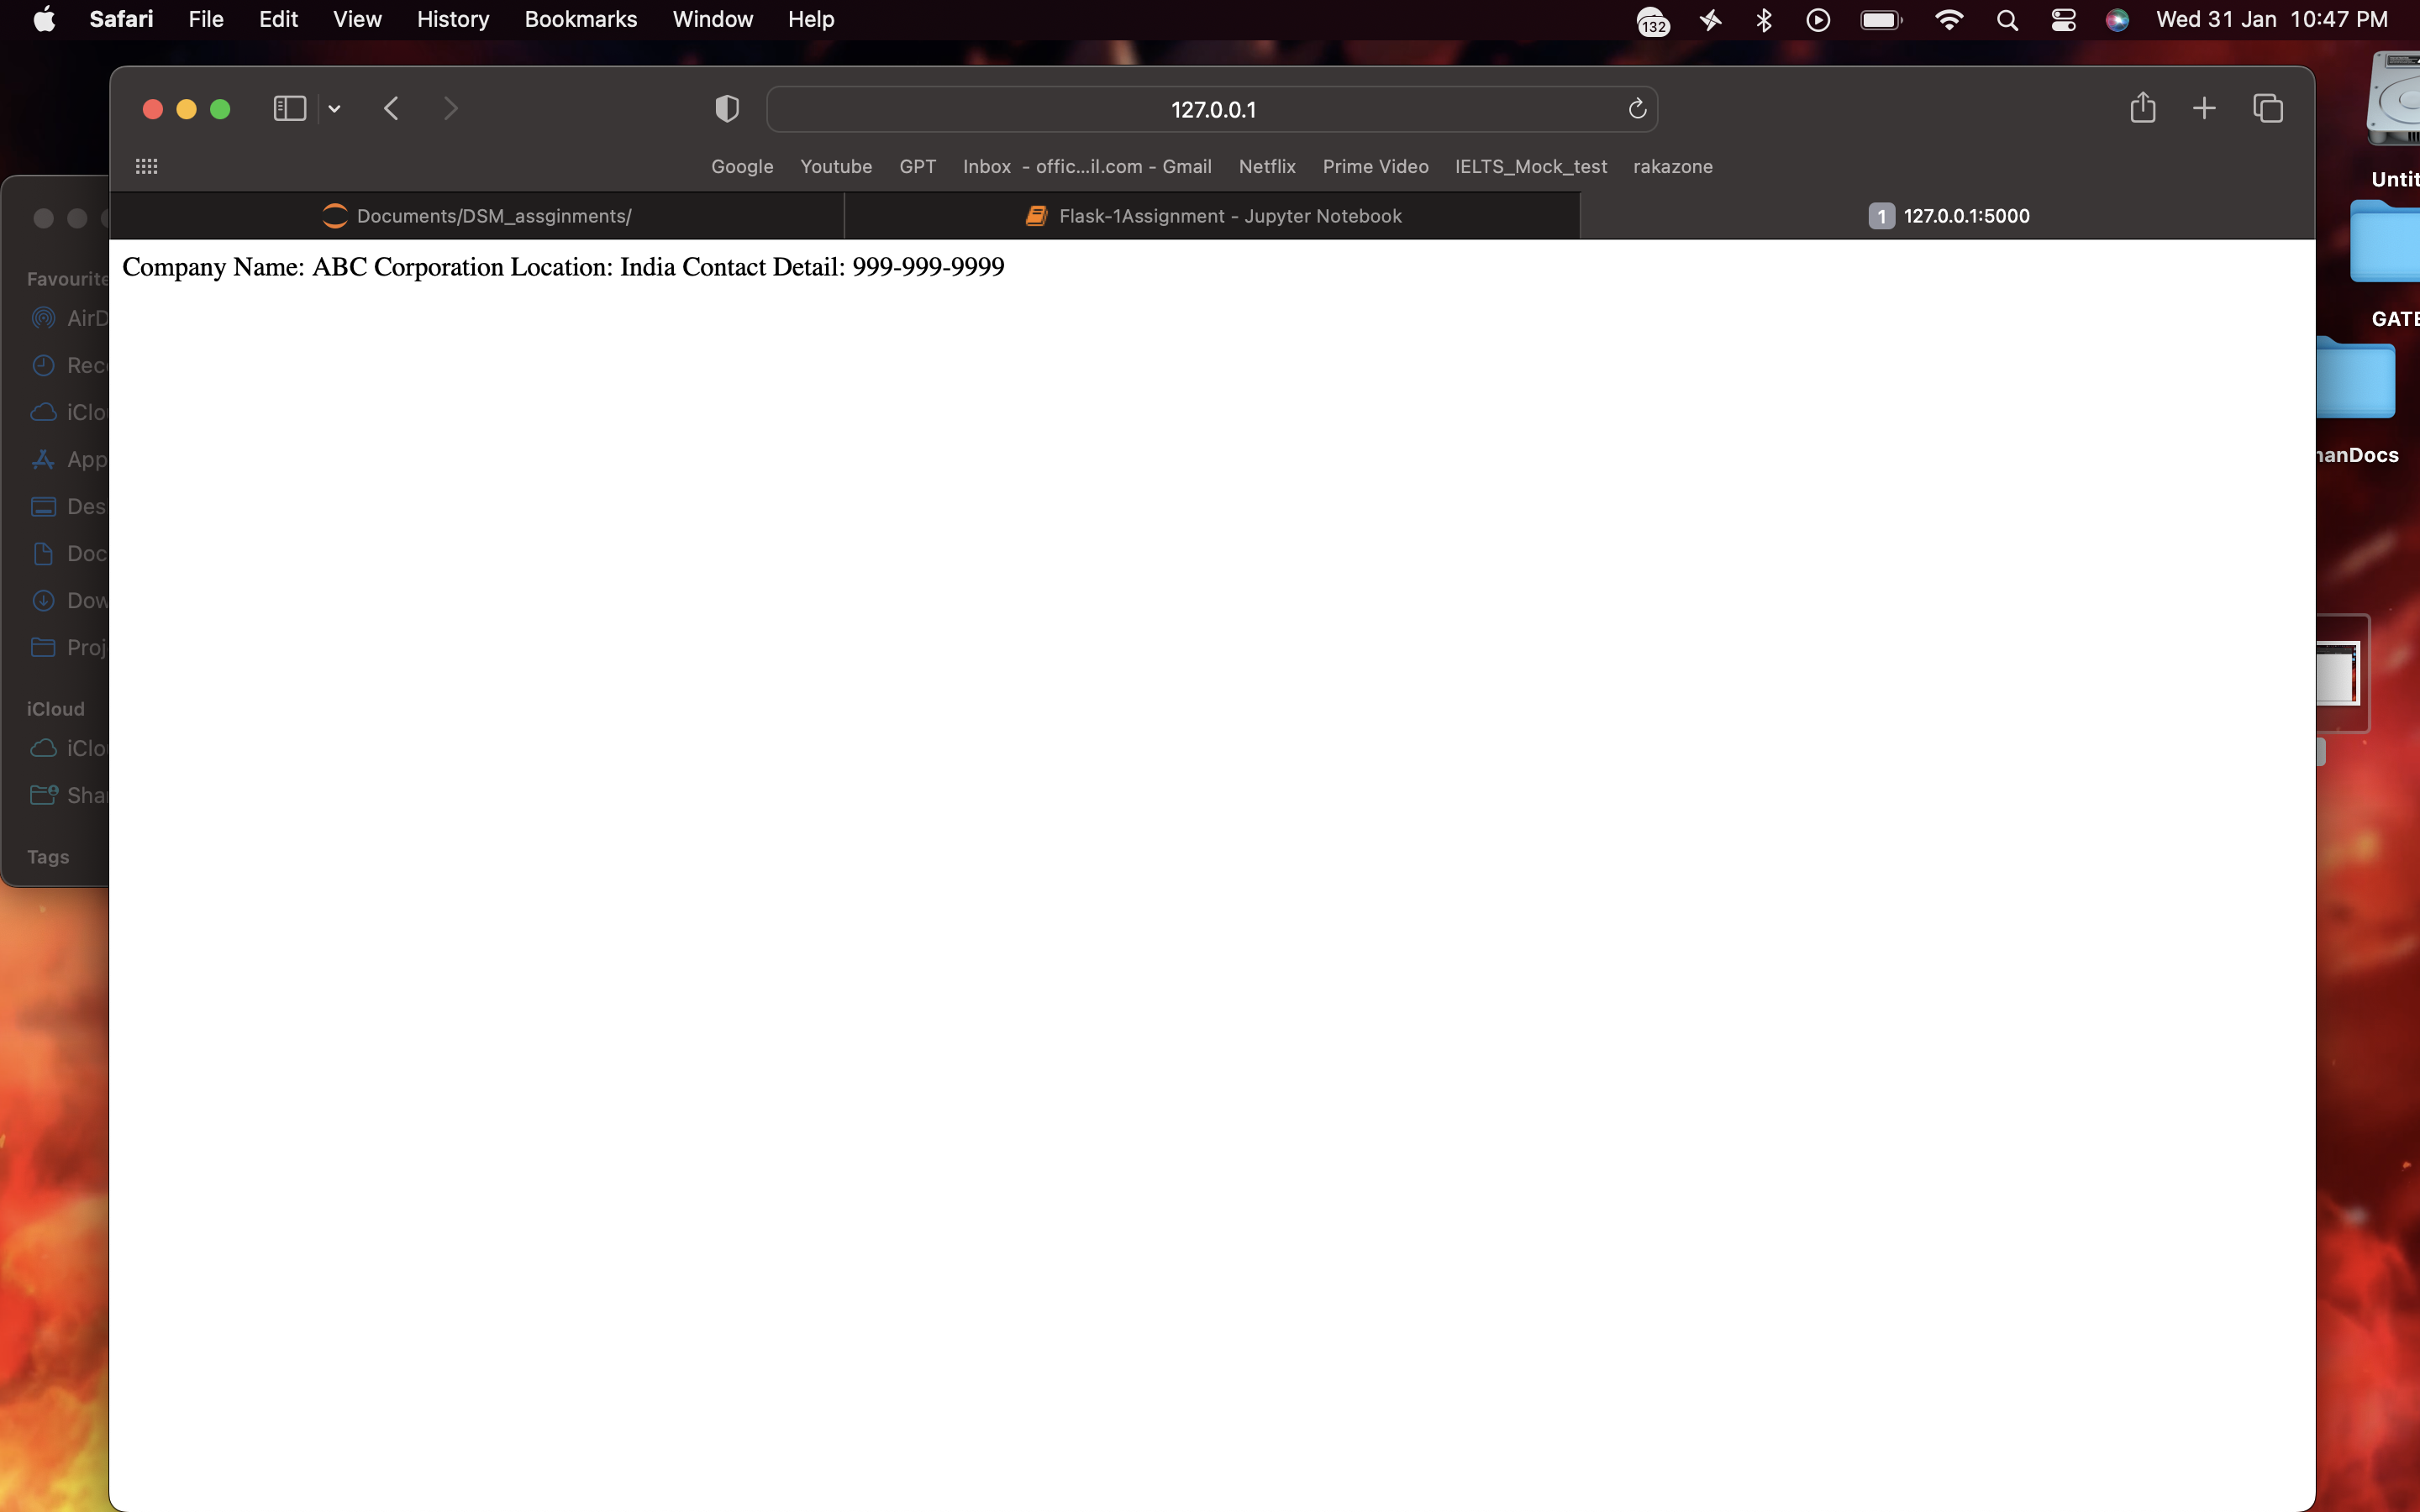 Safari File Edit View History Bookmarks Window Help 132 Wed 31 Jan 10:47 PM
127.0.0.1
Google Youtube GPT Inbox - offic...il.com - Gmail Netflix Prime Video IELTS_Mock_test rakazone
Documents/DSM_assginments/ Flask-1Assignment - Jupyter Notebook 1 127.0.0.1:5000
Company Name: ABC Corporation Location: India Contact Detail: 999-999-9999
Favourite
AirD
Rec
iClo
App
Des
Doc
Dow
Proj
iCloud
iClo
Shar
Tags
Untit
GATE
anDocs